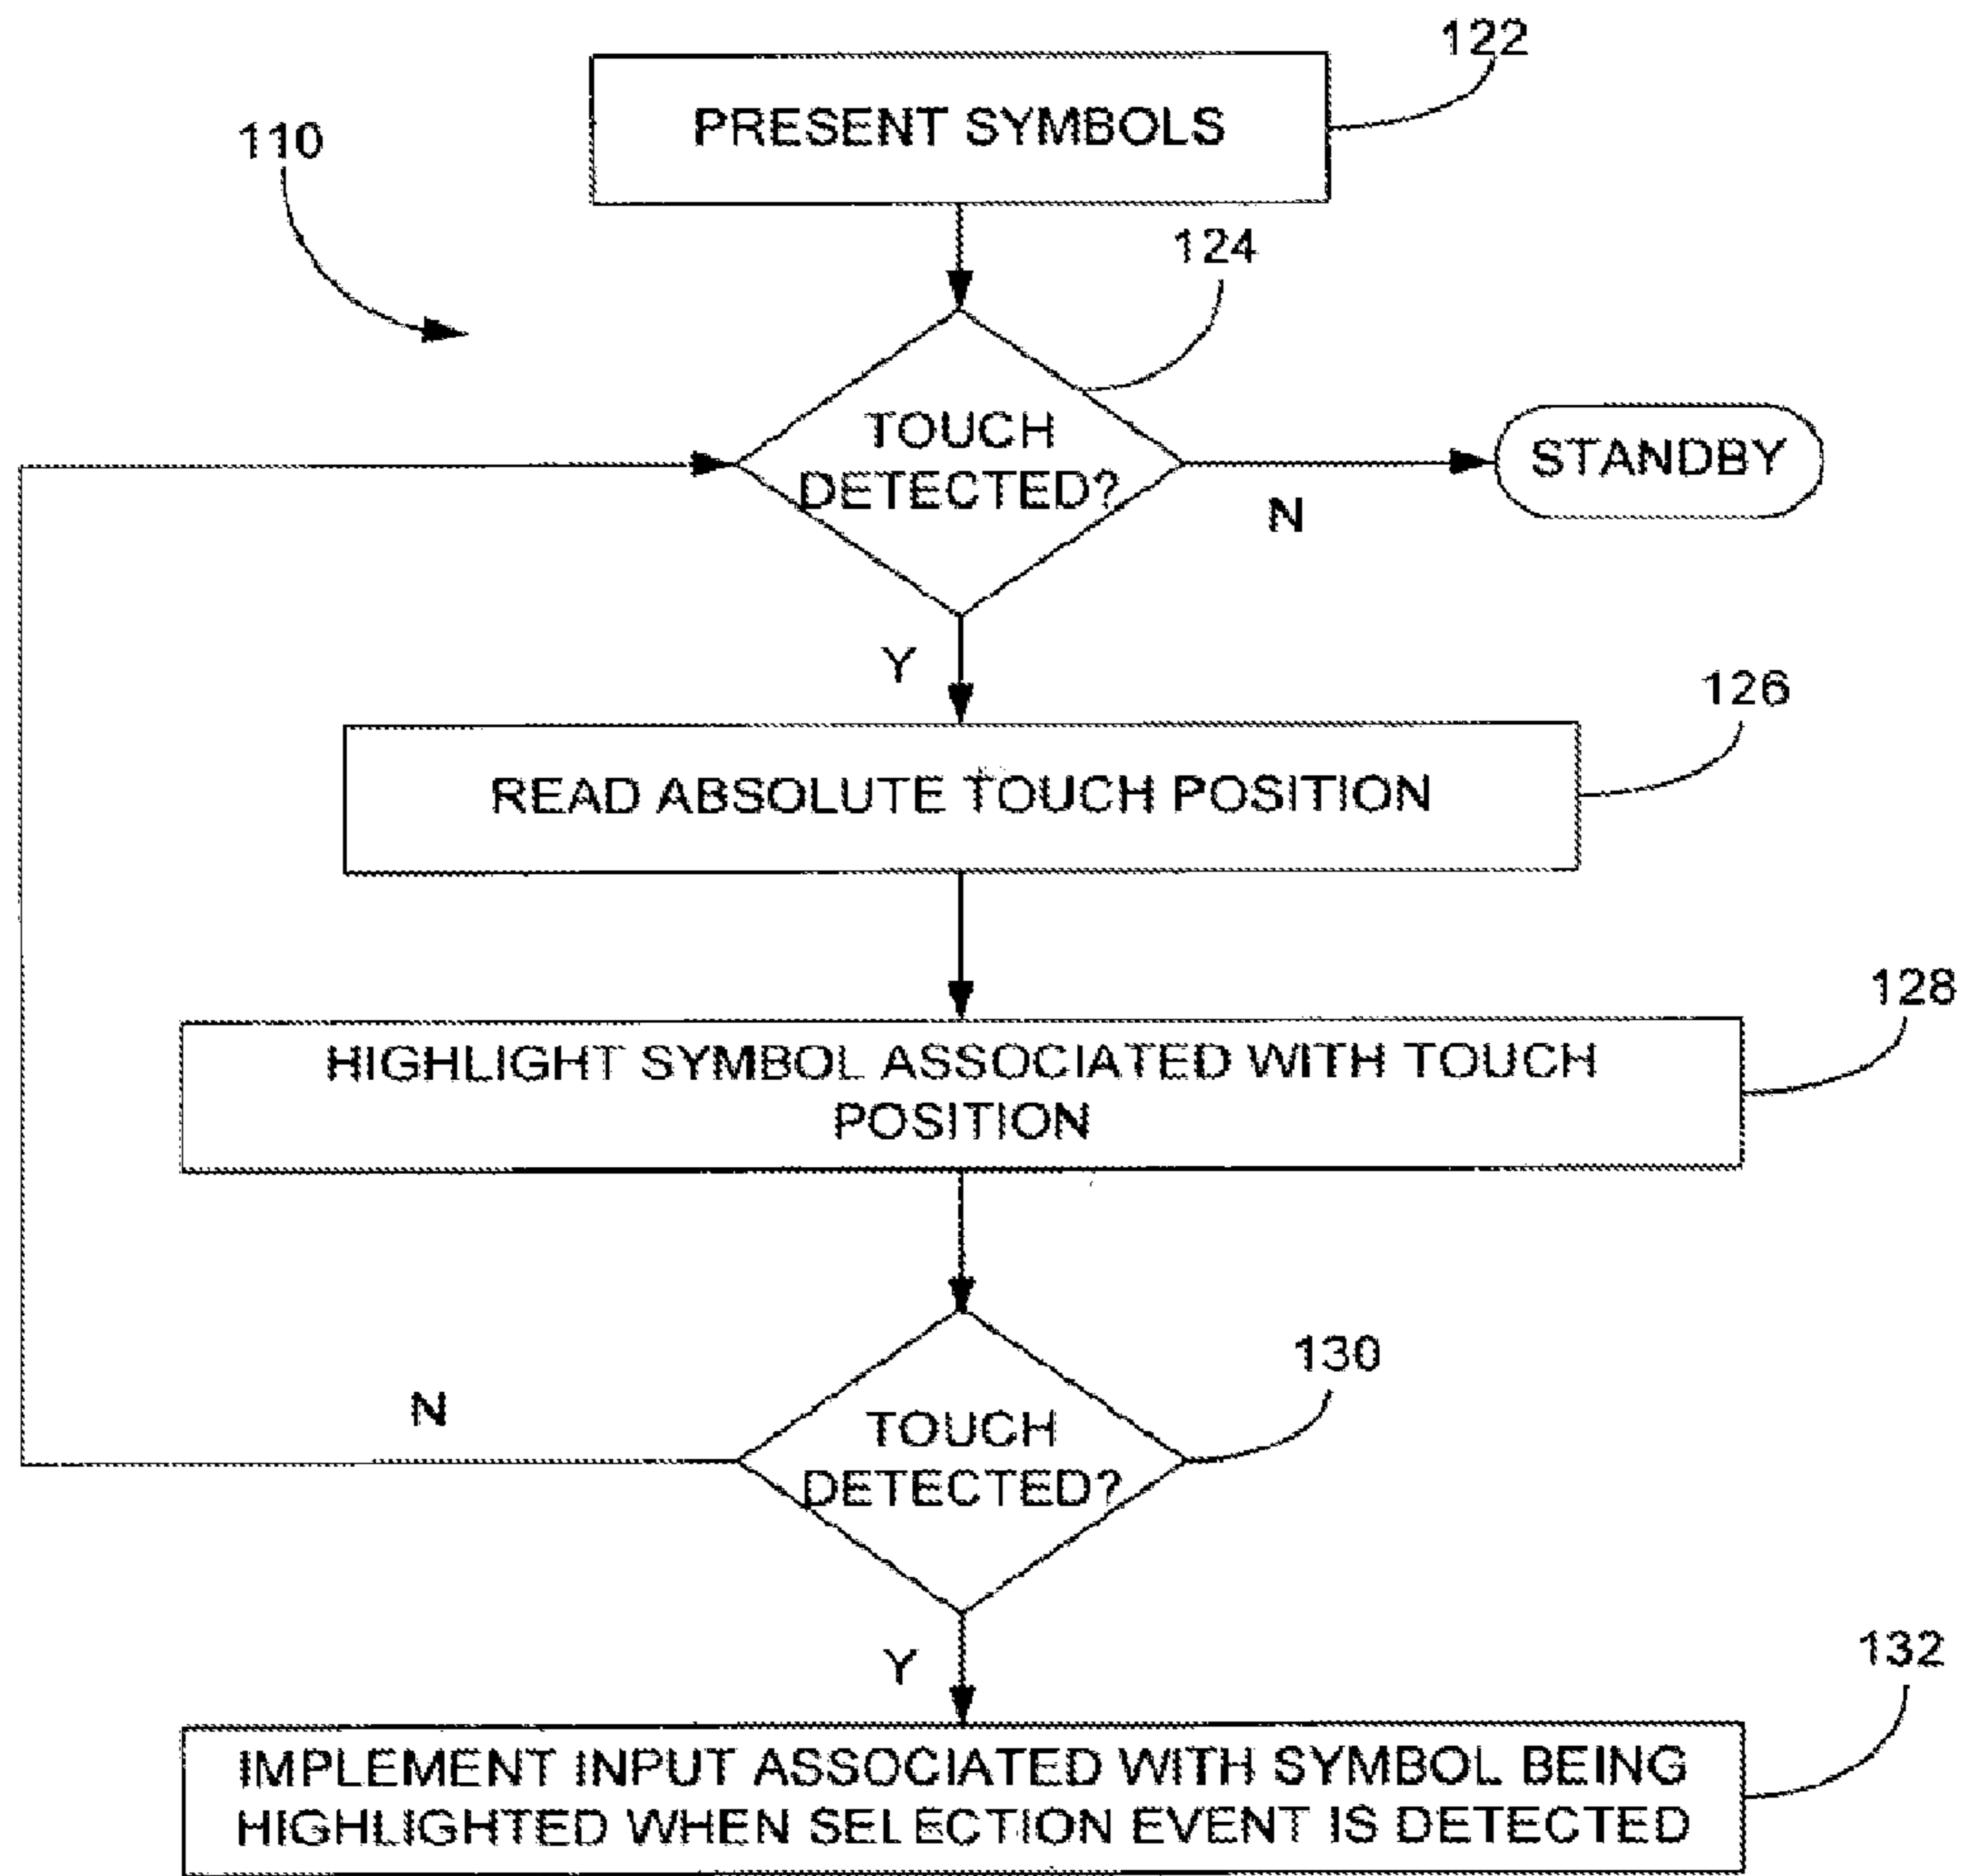 122
PRESENT SYMBOLS
110
124
TOUCH
DETECTED?
STANDBY
N
Y
126
READ ABSOLUTE TOUCH POSITION
128
HIGHLIGHT SYMBOL ASSOCIATED WITH TOUCH
POSITION
130
N
TOUCH
DETECTED?
Y
132
IMPLEMENT INPUT ASSOCIATED WITH SYMBOL BEING
HIGHLIGHTED WHEN SELECTION EVENT IS DETECTED